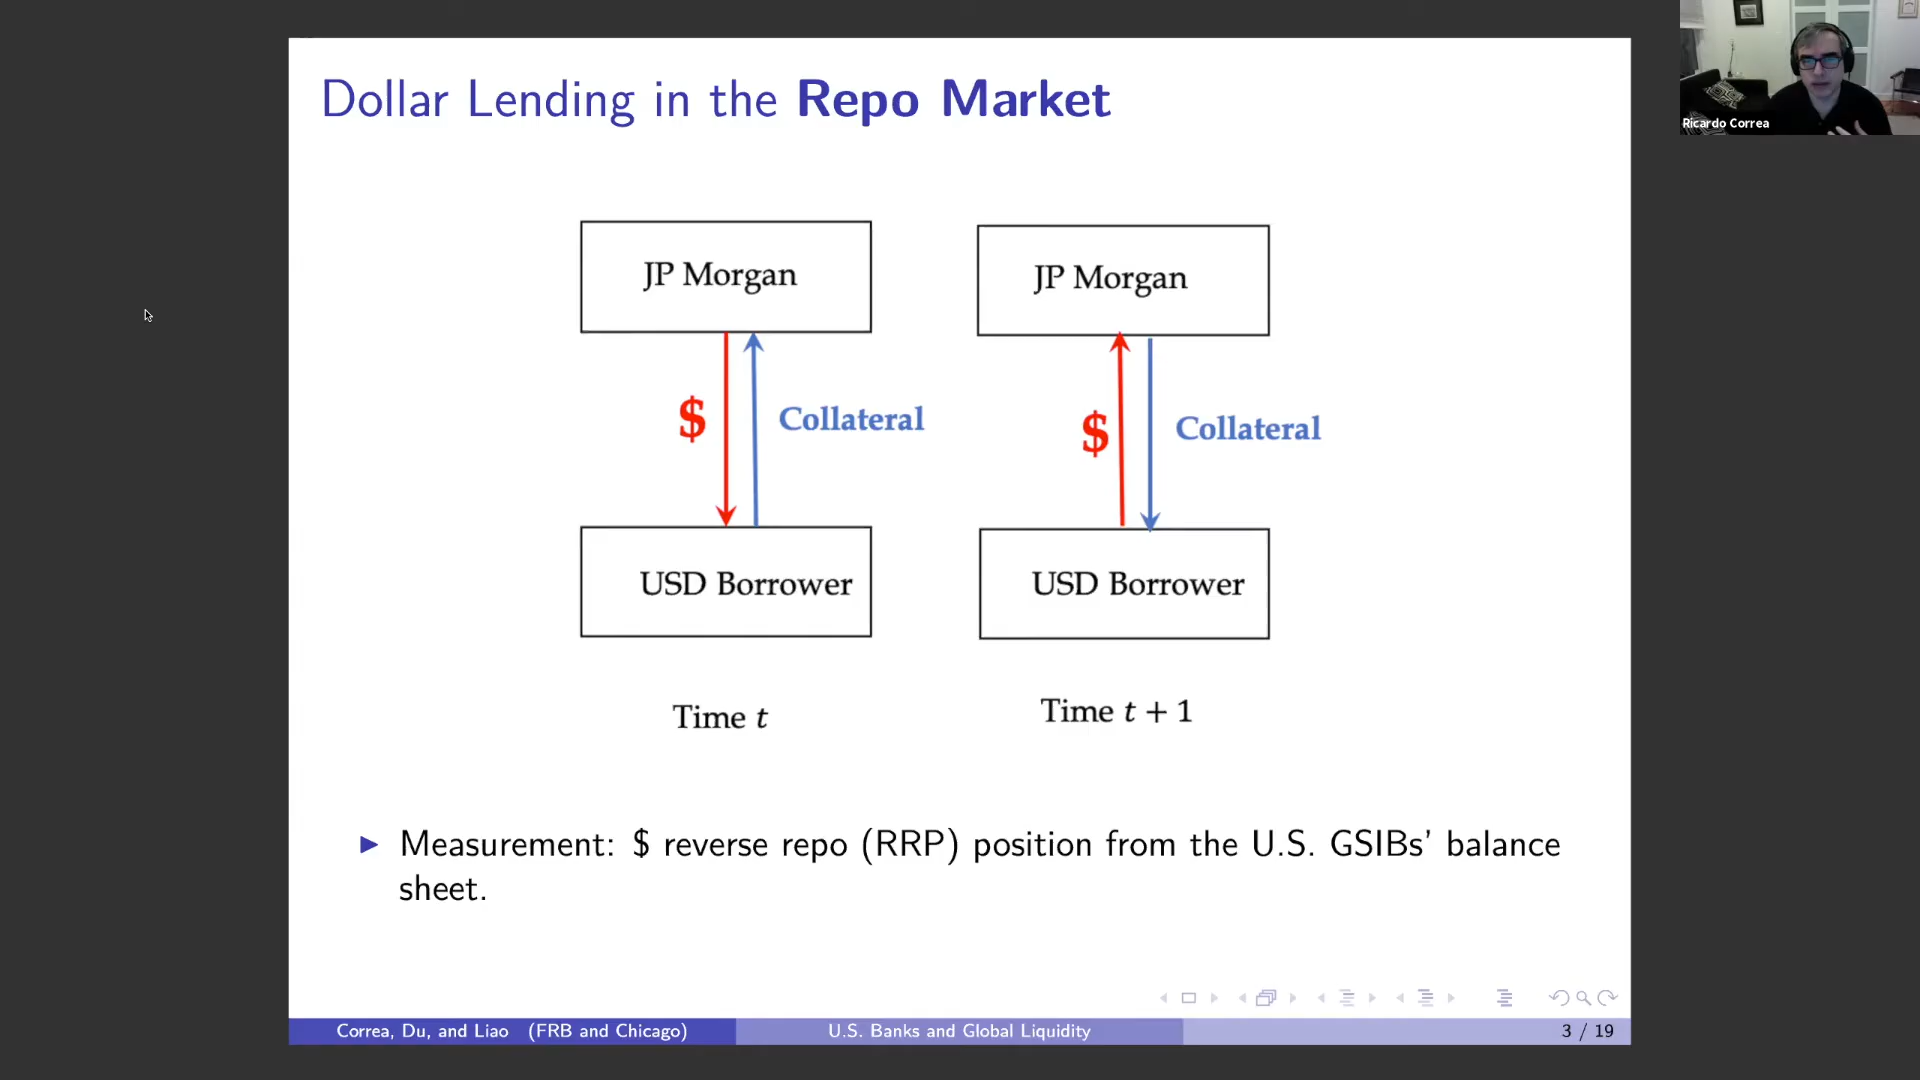 Dollar Lending in the Repo Market
Ricardo Correa
JP Morgan
JP Morgan
$
Collateral
$
Collateral
USD Borrower
USD Borrower
Time t
Time t + 1
Measurement: $ reverse repo (RRP) position from the U.S. GSIBs' balance
sheet.
Correa, Du, and Liao (FRB and Chicago)
U.S. Banks and Global Liquidity
3 / 19